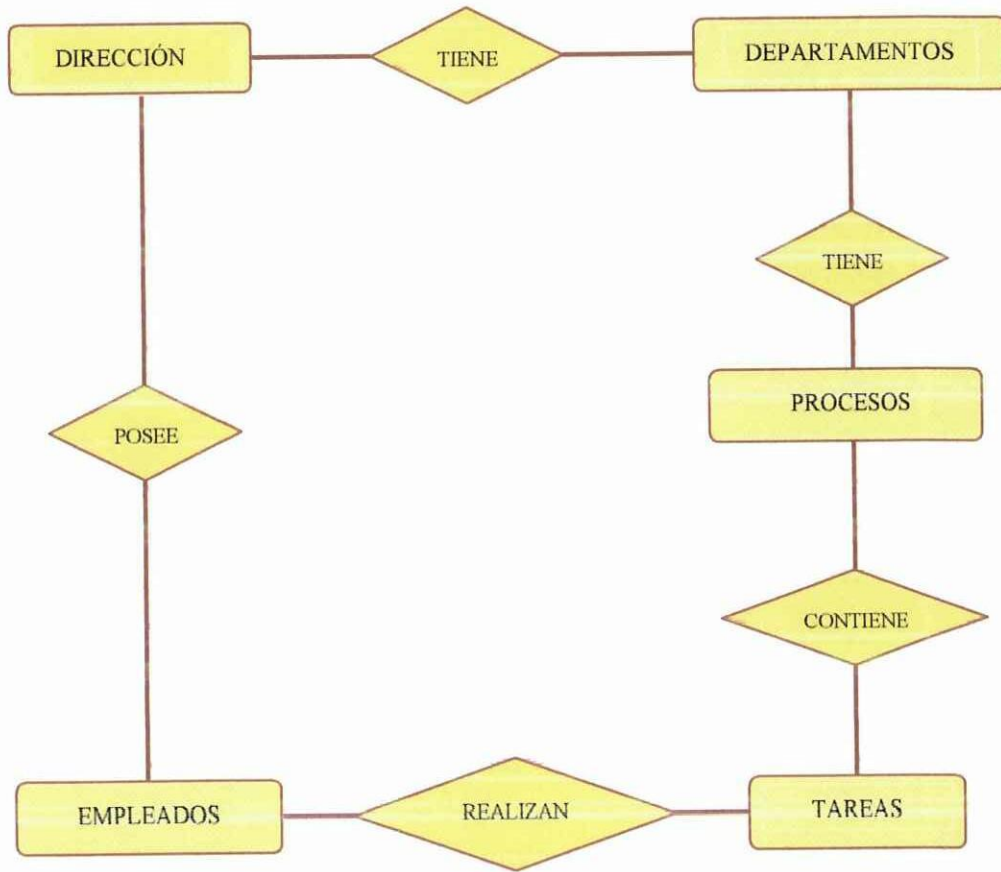 DIRECCIÓN
TIENE
DEPARTAMENTOS
TIENE
PROCESOS
POSEE
CONTIENE
EMPLEADOS
REALIZAN
TAREAS